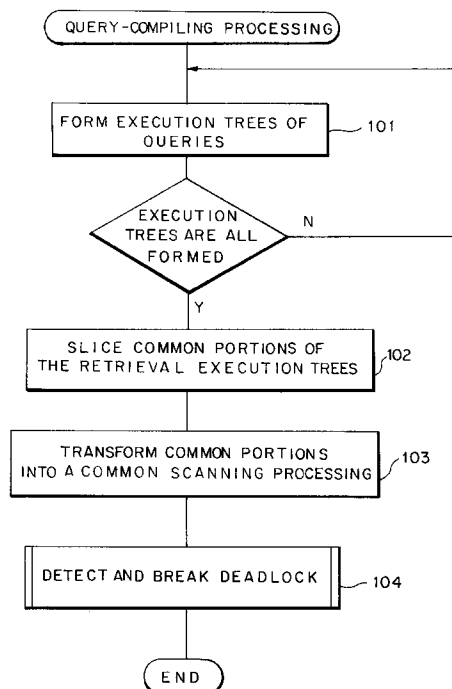 QUERY-COMPILING PROCESSING
FORM EXECUTION TREES OF
QUERIES
101
EXECUTION
TREES ARE ALL
FORMED
N
Y
SLICE COMMON PORTIONS OF
THE RETRIEVAL EXECUTION TREES
102
TRANSFORM COMMON PORTIONS
INTO A COMMON SCANNING PROCESSING
103
DETECT AND BREAK DEADLOCK
104
END